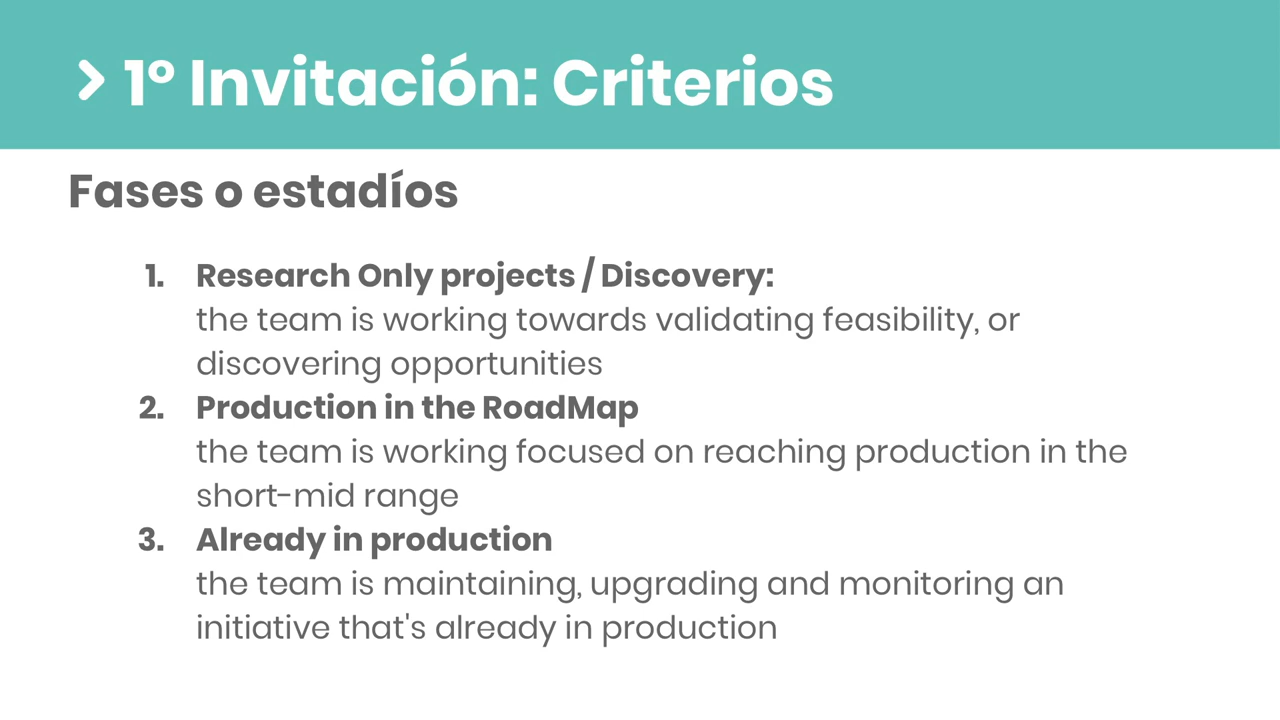 > 1º Invitación: Criterios
Fases o estadíos
1. Research Only projects / Discovery:
the team is working towards validating feasibility, or
discovering opportunities
2. Production in the RoadMap
the team is working focused on reaching production in the
short-mid range
3. Already in production
the team is maintaining, upgrading and monitoring an
initiative that's already in production